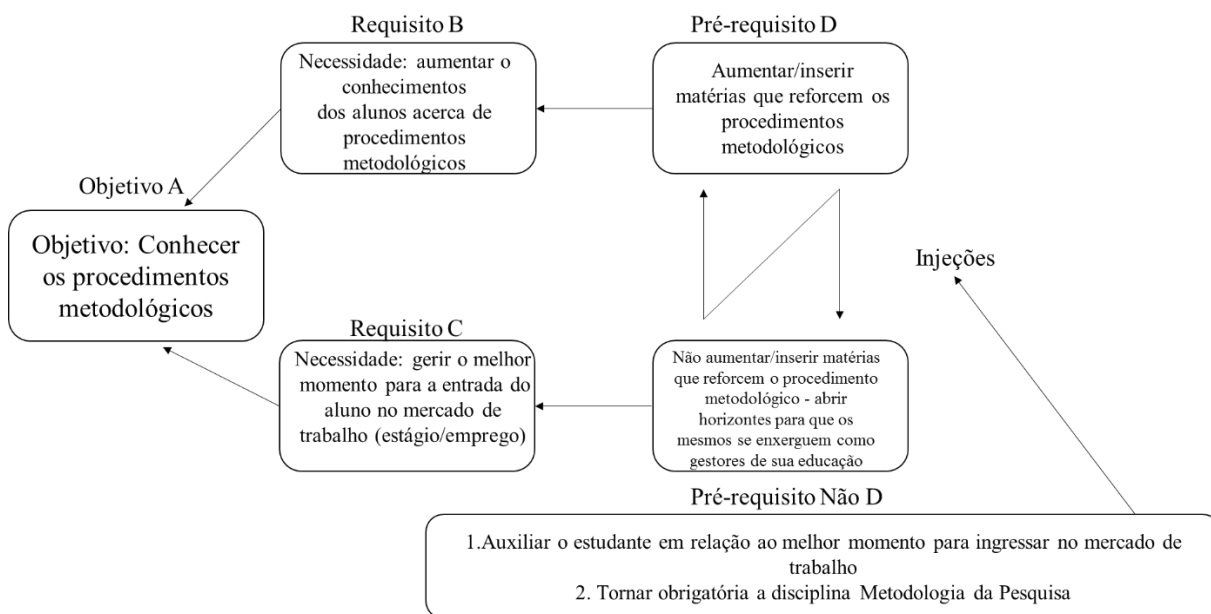 Requisito B
Necessidade: aumentar o
conhecimentos
dos alunos acerca de
procedimentos
metodológicos
Pré-requisito D
Aumentar/inserir
matérias que reforcem os
procedimentos
metodológicos
Objetivo A
Objetivo: Conhecer
os procedimentos
metodológicos
Injeções
Requisito C
Necessidade: gerir o melhor
momento para a entrada do
aluno no mercado de
trabalho (estágio/emprego)
Não aumentar/inserir matérias
que reforcem o procedimento
metodológico - abrir
horizontes para que os
mesmos se enxerguem como
gestores de sua educação
Pré-requisito Não D
1.Auxiliar o estudante em relação ao melhor momento para ingressar no mercado de
trabalho
2. Tornar obrigatória a disciplina Metodologia da Pesquisa